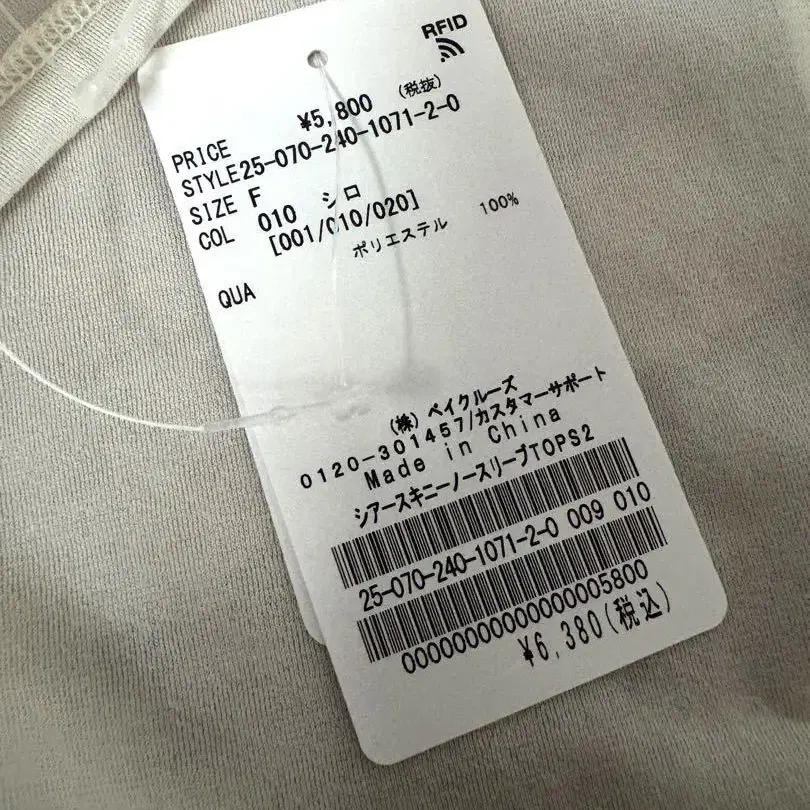 RFID
PRICE ¥5,800 (税抜)
STYLE 25-070-240-1071-2-0
SIZE F
COL 010 シロ
[001/010/020]
ポリエステル 100%
QUA
(株) ベイクルーズ
0120-301457/カスタマーサポート
Made in China
シアースキニーノースリーブTOPS2
25-070-240-1071-2-0 009 010
00000000000000005800
¥6,380(税込)